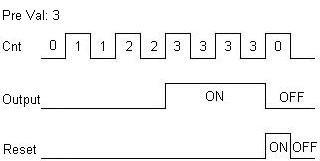 Pre Val: 3
Cnt 0 1 1 2 2 3 3 3 3 0
Output ON OFF
Reset ON OFF